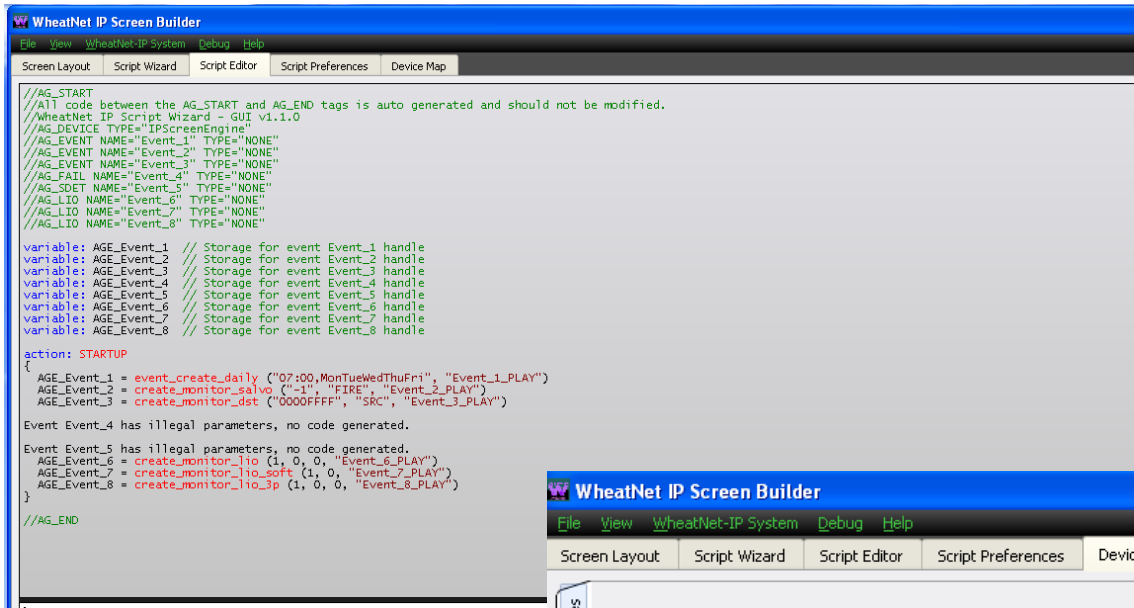 WheatNet IP Screen Builder
File View WheatNet-IP System Debug Help
Screen Layout Script Wizard Script Editor Script Preferences Device Map
//AG_START
//All code between the AG_START and AG_END tags is auto generated and should not be modified.
//WheatNet IP Script Wizard - GUI v1.1.0
//AG_DEVICE TYPE="IPScreenEngine"
//AG_EVENT NAME="Event_1" TYPE="NONE"
//AG_EVENT NAME="Event_2" TYPE="NONE"
//AG_EVENT NAME="Event_3" TYPE="NONE"
//AG_FAIL NAME="Event_4" TYPE="NONE"
//AG_SDET NAME="Event_5" TYPE="NONE"
//AG_LIO NAME="Event_6" TYPE="NONE"
//AG_LIO NAME="Event_7" TYPE="NONE"
//AG_LIO NAME="Event_8" TYPE="NONE"
variable: AGE_Event_1 // Storage for event Event_1 handle
variable: AGE_Event_2 // Storage for event Event_2 handle
variable: AGE_Event_3 // Storage for event Event_3 handle
variable: AGE_Event_4 // Storage for event Event_4 handle
variable: AGE_Event_5 // Storage for event Event_5 handle
variable: AGE_Event_6 // Storage for event Event_6 handle
variable: AGE_Event_7 // Storage for event Event_7 handle
variable: AGE_Event_8 // Storage for event Event_8 handle
action: STARTUP
{
AGE_Event_1 = event_create_daily ("07:00,MonTueWedThuFri", "Event_1_PLAY")
AGE_Event_2 = create_monitor_salvo ("-1", "FIRE", "Event_2_PLAY")
AGE_Event_3 = create_monitor_dst ("0000FFFF", "SRC", "Event_3_PLAY")
Event Event_4 has illegal parameters, no code generated.
Event Event_5 has illegal parameters, no code generated.
AGE_Event_6 = create_monitor_lio (1, 0, 0, "Event_6_PLAY")
AGE_Event_7 = create_monitor_lio_soft (1, 0, "Event_7_PLAY")
AGE_Event_8 = create_monitor_lio_3p (1, 0, 0, "Event_8_PLAY")
}
//AG_END
WheatNet IP Screen Builder
File View WheatNet-IP System Debug Help
Screen Layout Script Wizard Script Editor Script Preferences Devic